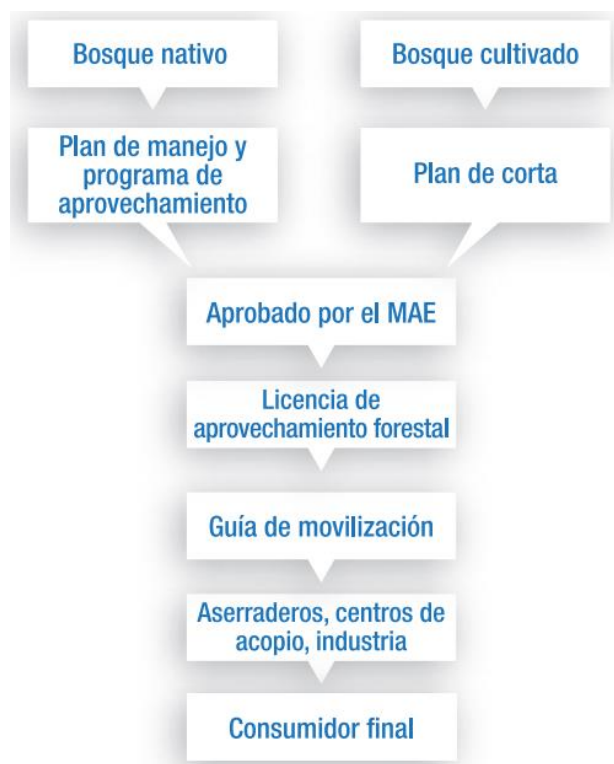 Bosque nativo
Bosque cultivado
Plan de manejo y
programa de
aprovechamiento
Plan de corta
Aprobado por el MAE
Licencia de
aprovechamiento forestal
Guía de movilización
Aserraderos, centros de
acopio, industria
Consumidor final